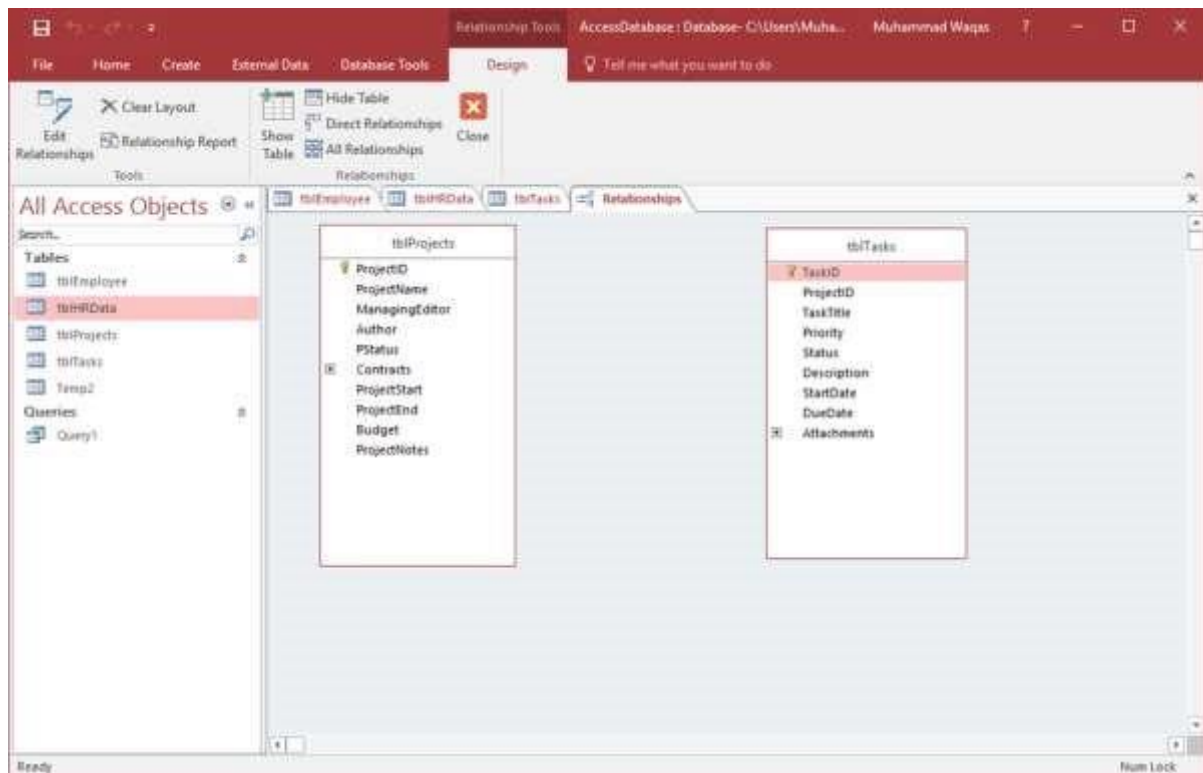 Relationship Tools AccessDatabase : Database- C:\Users\Muha... Muhammad Waqas ?
File Home Create External Data Database Tools Design Tell me what you want to do
Edit Relationships
Clear Layout
Relationship Report
Tools
Show Table
Hide Table
Direct Relationships
All Relationships
Relationships
Close
All Access Objects
Search...
Tables
tblEmployee
tblHRData
tblProjects
tblTasks
Temp2
Queries
Query1
tblEmployee tblHRData tblTasks Relationships
tblProjects
ProjectID
ProjectName
ManagingEditor
Author
PStatus
Contracts
ProjectStart
ProjectEnd
Budget
ProjectNotes
tblTasks
TaskID
ProjectID
TaskTitle
Priority
Status
Description
StartDate
DueDate
Attachments
Ready Num Lock